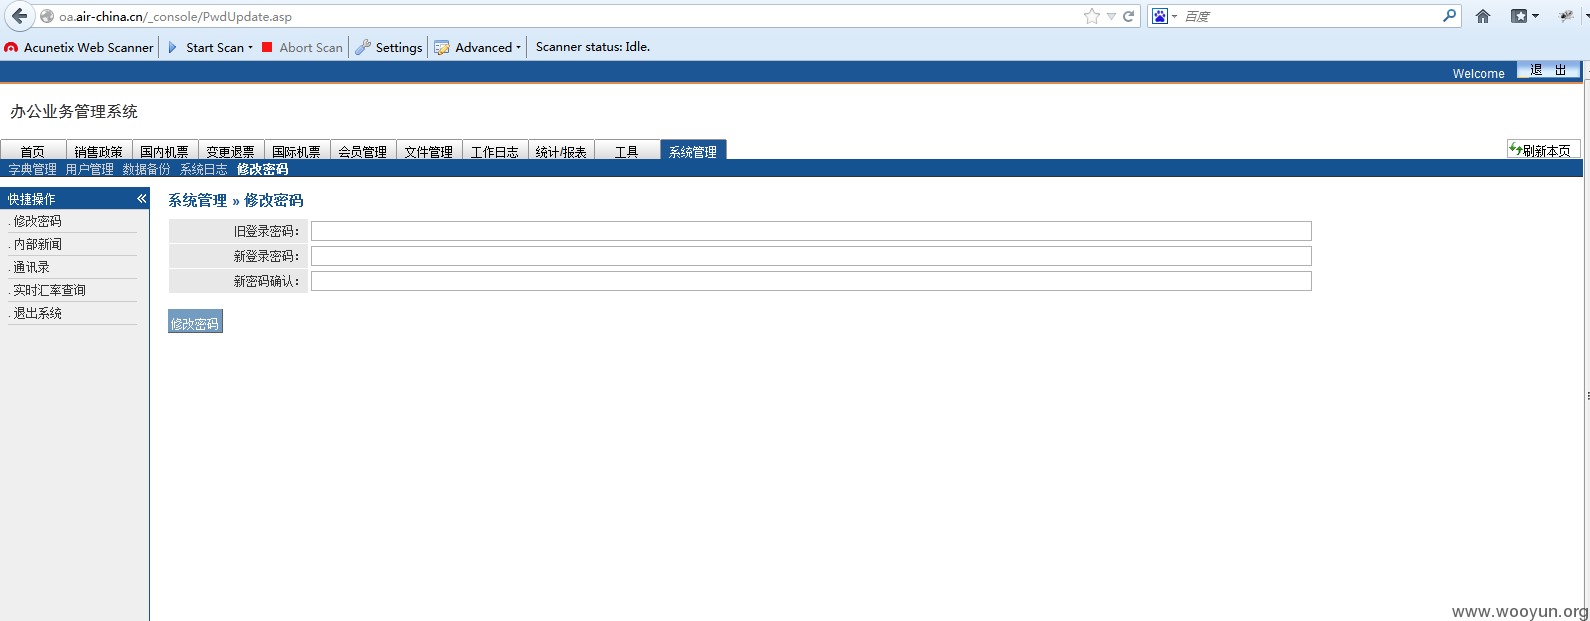 oa.air-china.cn/_console/PwdUpdate.asp
百度
Acunetix Web Scanner Start Scan Abort Scan Settings Advanced Scanner status: Idle.
Welcome 退 出
办公业务管理系统
首页 销售政策 国内机票 变更退票 国际机票 会员管理 文件管理 工作日志 统计/报表 工具 系统管理 刷新本页
字典管理 用户管理 数据备份 系统日志 修改密码
快捷操作 «
. 修改密码
. 内部新闻
. 通讯录
. 实时汇率查询
. 退出系统
系统管理 » 修改密码
旧登录密码：
新登录密码：
新密码确认：
修改密码
www.wooyun.org